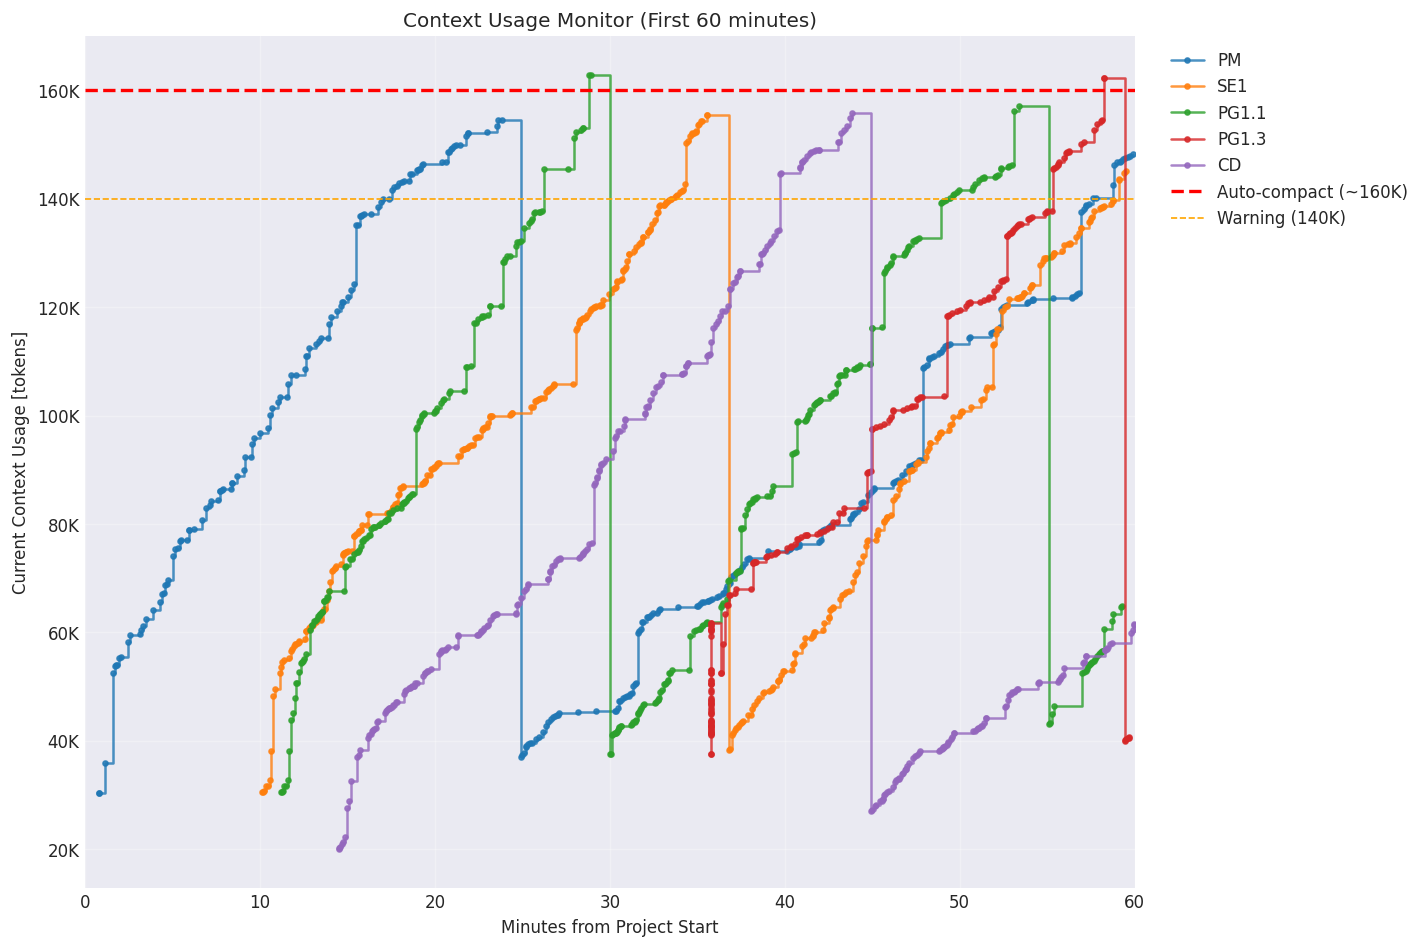 Context Usage Monitor (First 60 minutes)
160K
140K
120K
100K
80K
60K
40K
20K
Current Context Usage [tokens]
0
10
20
30
40
50
60
Minutes from Project Start
PM
SE1
PG1.1
PG1.3
CD
Auto-compact (~160K)
Warning (140K)